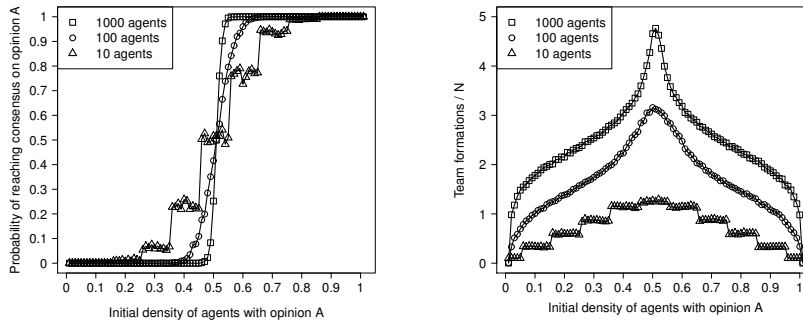 Probability of reaching consensus on opinion A
1
0.9
0.8
0.7
0.6
0.5
0.4
0.3
0.2
0.1
0
1000 agents
100 agents
10 agents
0 0.1 0.2 0.3 0.4 0.5 0.6 0.7 0.8 0.9 1
Initial density of agents with opinion A
Team formations / N
5
4
3
2
1
0
1000 agents
100 agents
10 agents
0 0.1 0.2 0.3 0.4 0.5 0.6 0.7 0.8 0.9 1
Initial density of agents with opinion A